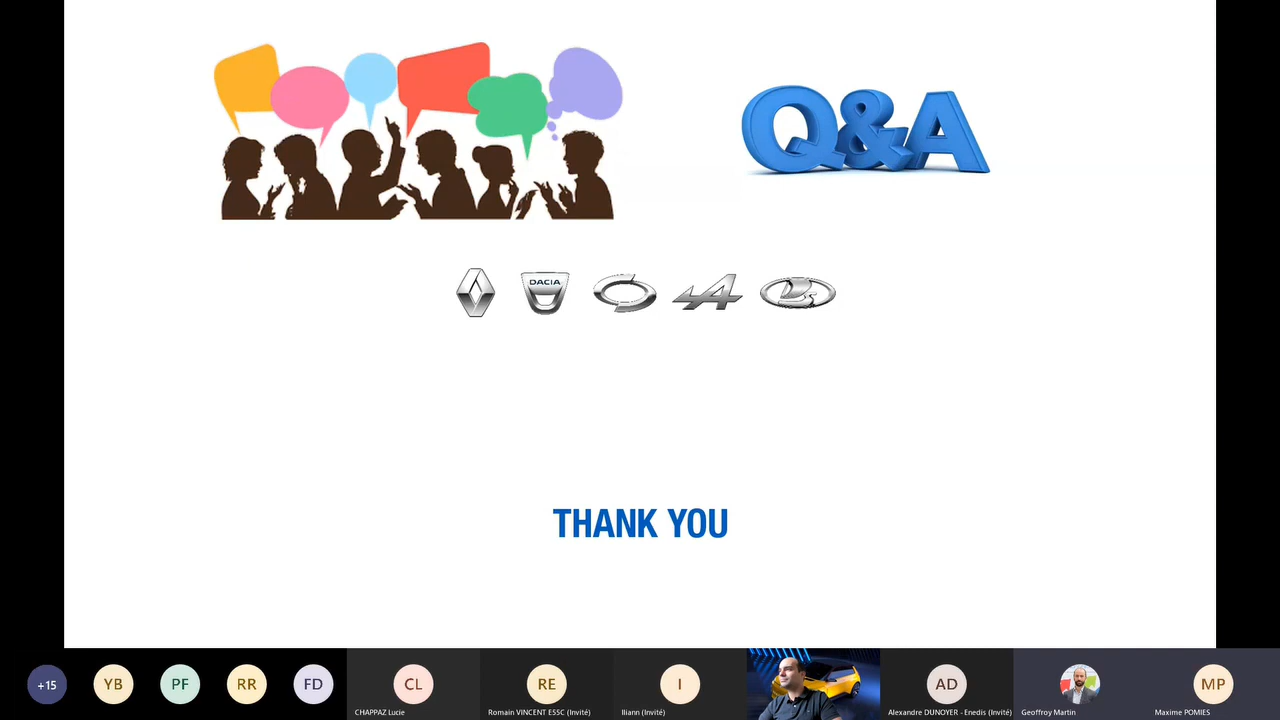 Q&A
DACIA
THANK YOU
+15
YB
PF
RR
FD
CL
RE
I
AD
MP
CHAPPAZ Lucie
Romain VINCENT E5SC (Invité)
Iliann (Invité)
Alexandre DUNOYER - Enedis (Invité)
Geoffroy Martin
Maxime POMIES